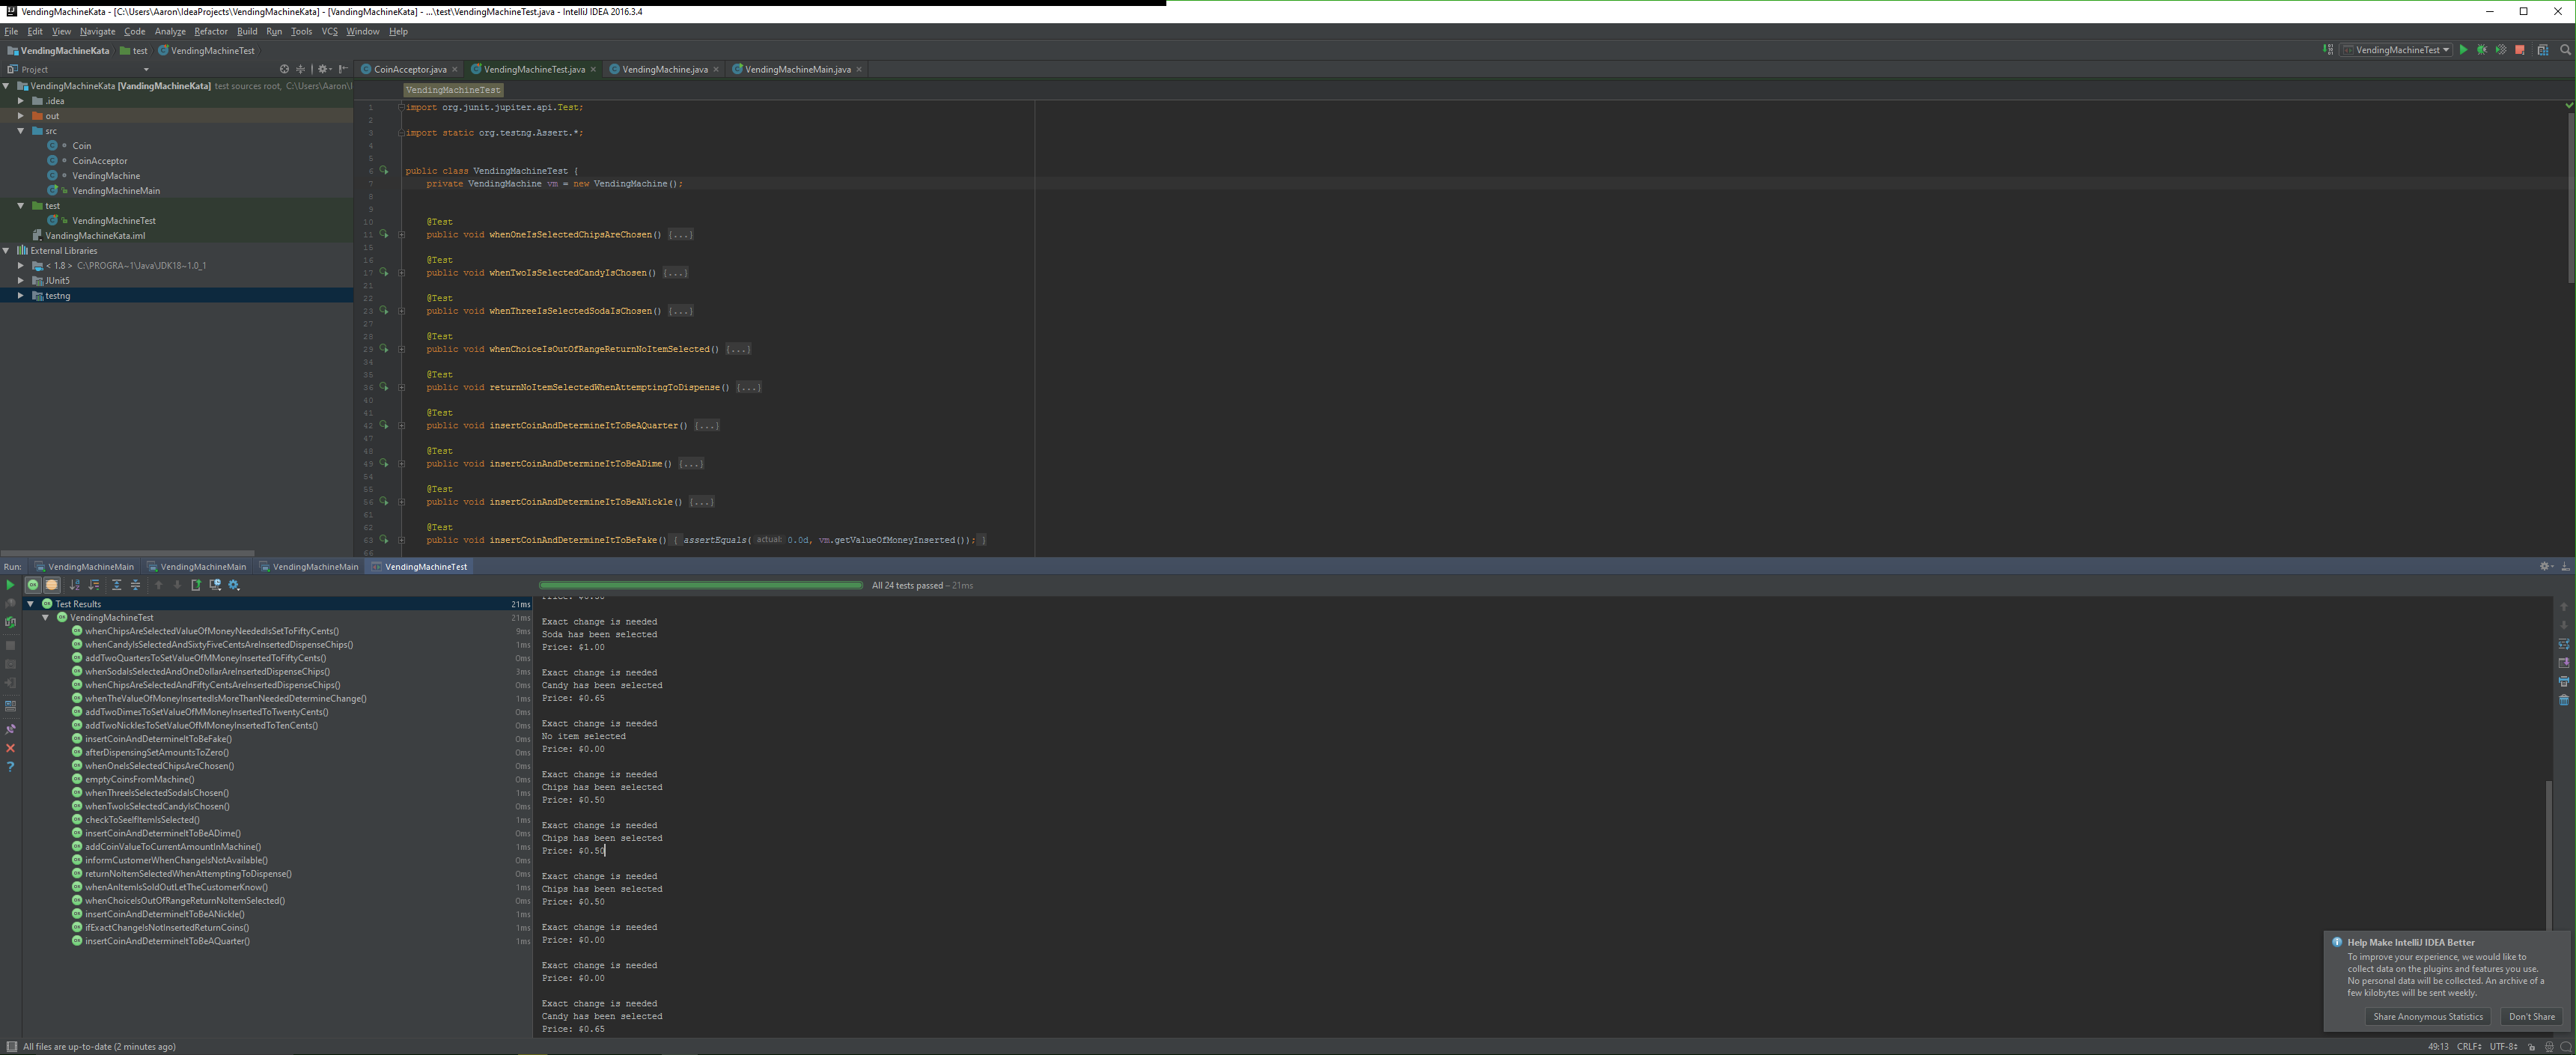 VendingMachineKata - [C:\Users\Aaron\IdeaProjects\VendingMachineKata] - [VandingMachineKata] - ...\test\VendingMachineTest.java - IntelliJ IDEA 2016.3.4
File Edit View Navigate Code Analyze Refactor Build Run Tools VCS Window Help
VendingMachineKata test VendingMachineTest
VendingMachineTest
Project
CoinAcceptor.java VendingMachineTest.java VendingMachine.java VendingMachineMain.java
VendingMachineKata [VandingMachineKata] test sources root, C:\Users\Aaron\I
.idea
out
src
Coin
CoinAcceptor
VendingMachine
VendingMachineMain
test
VendingMachineTest
VandingMachineKata.iml
External Libraries
< 1.8 > C:\PROGRA~1\Java\JDK18~1.0_1
JUnit5
testng
VendingMachineTest
1 import org.junit.jupiter.api.Test;
2
3 import static org.testng.Assert.*;
4
5
6 public class VendingMachineTest {
7 private VendingMachine vm = new VendingMachine();
8
9
10 @Test
11 public void whenOneIsSelectedChipsAreChosen() {...}
15
16 @Test
17 public void whenTwoIsSelectedCandyIsChosen() {...}
21
22 @Test
23 public void whenThreeIsSelectedSodaIsChosen() {...}
27
28 @Test
29 public void whenChoiceIsOutOfRangeReturnNoItemSelected() {...}
34
35 @Test
36 public void returnNoItemSelectedWhenAttemptingToDispense() {...}
40
41 @Test
42 public void insertCoinAndDetermineItToBeAQuarter() {...}
47
48 @Test
49 public void insertCoinAndDetermineItToBeADime() {...}
54
55 @Test
56 public void insertCoinAndDetermineItToBeANickle() {...}
61
62 @Test
63 public void insertCoinAndDetermineItToBeFake() { assertEquals( actual: 0.0d, vm.getValueOfMoneyInserted()); }
66
Run: VendingMachineMain VendingMachineMain VendingMachineMain VendingMachineTest
All 24 tests passed – 21ms
Test Results 21ms
VendingMachineTest 21ms
whenChipsAreSelectedValueOfMoneyNeededIsSetToFiftyCents() 9ms
whenCandyIsSelectedAndSixtyFiveCentsAreInsertedDispenseChips() 1ms
addTwoQuartersToSetValueOfMMoneyInsertedToFiftyCents() 0ms
whenSodaIsSelectedAndOneDollarAreInsertedDispenseChips() 3ms
whenChipsAreSelectedAndFiftyCentsAreInsertedDispenseChips() 0ms
whenTheValueOfMoneyInsertedIsMoreThanNeededDetermineChange() 1ms
addTwoDimesToSetValueOfMMoneyInsertedToTwentyCents() 0ms
addTwoNicklesToSetValueOfMMoneyInsertedToTenCents() 0ms
insertCoinAndDetermineItToBeFake() 0ms
afterDispensingSetAmountsToZero() 0ms
whenOneIsSelectedChipsAreChosen() 0ms
emptyCoinsFromMachine() 0ms
whenThreeIsSelectedSodaIsChosen() 1ms
whenTwoIsSelectedCandyIsChosen() 0ms
checkToSeeIfItemIsSelected() 1ms
insertCoinAndDetermineItToBeADime() 0ms
addCoinValueToCurrentAmountInMachine() 1ms
informCustomerWhenChangeIsNotAvailable() 0ms
returnNoItemSelectedWhenAttemptingToDispense() 0ms
whenAnItemIsSoldOutLetTheCustomerKnow() 1ms
whenChoiceIsOutOfRangeReturnNoItemSelected() 0ms
insertCoinAndDetermineItToBeANickle() 1ms
ifExactChangeIsNotInsertedReturnCoins() 1ms
insertCoinAndDetermineItToBeAQuarter() 1ms
Exact change is needed
Soda has been selected
Price: $1.00
Exact change is needed
Candy has been selected
Price: $0.65
Exact change is needed
No item selected
Price: $0.00
Exact change is needed
Chips has been selected
Price: $0.50
Exact change is needed
Chips has been selected
Price: $0.50
Exact change is needed
Chips has been selected
Price: $0.50
Exact change is needed
Price: $0.00
Exact change is needed
Price: $0.00
Exact change is needed
Candy has been selected
Price: $0.65
Help Make IntelliJ IDEA Better
To improve your experience, we would like to
collect data on the plugins and features you use.
No personal data will be collected. An archive of a
few kilobytes will be sent weekly.
Share Anonymous Statistics Don't Share
All files are up-to-date (2 minutes ago)
49:13 CRLF UTF-8